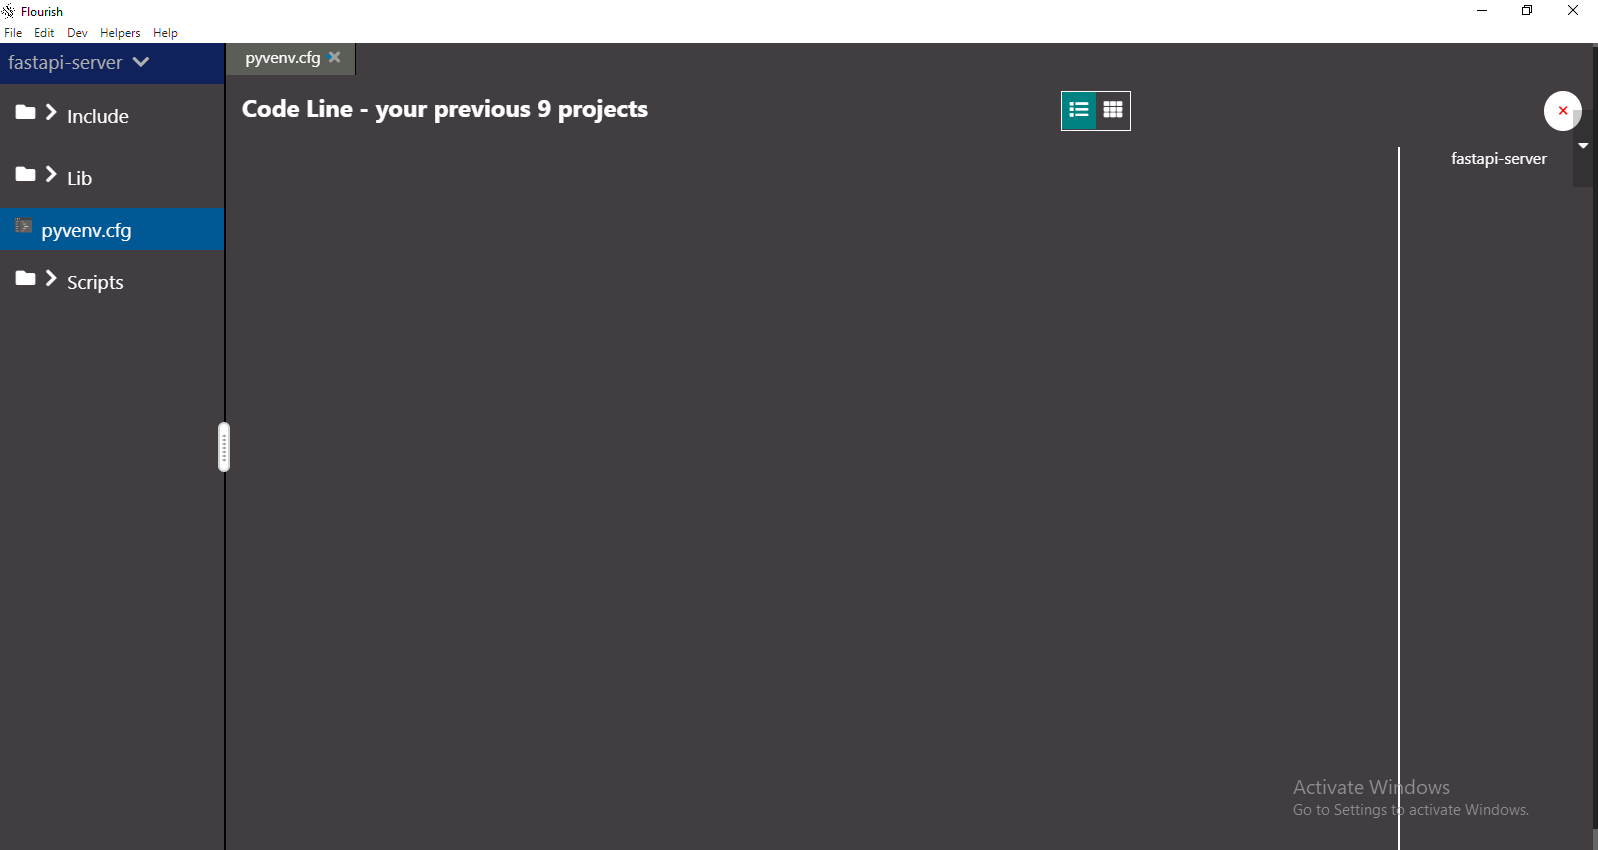 Flourish
File Edit Dev Helpers Help
fastapi-server
pyvenv.cfg
Include
Lib
pyvenv.cfg
Scripts
Code Line - your previous 9 projects
fastapi-server
Activate Windows
Go to Settings to activate Windows.